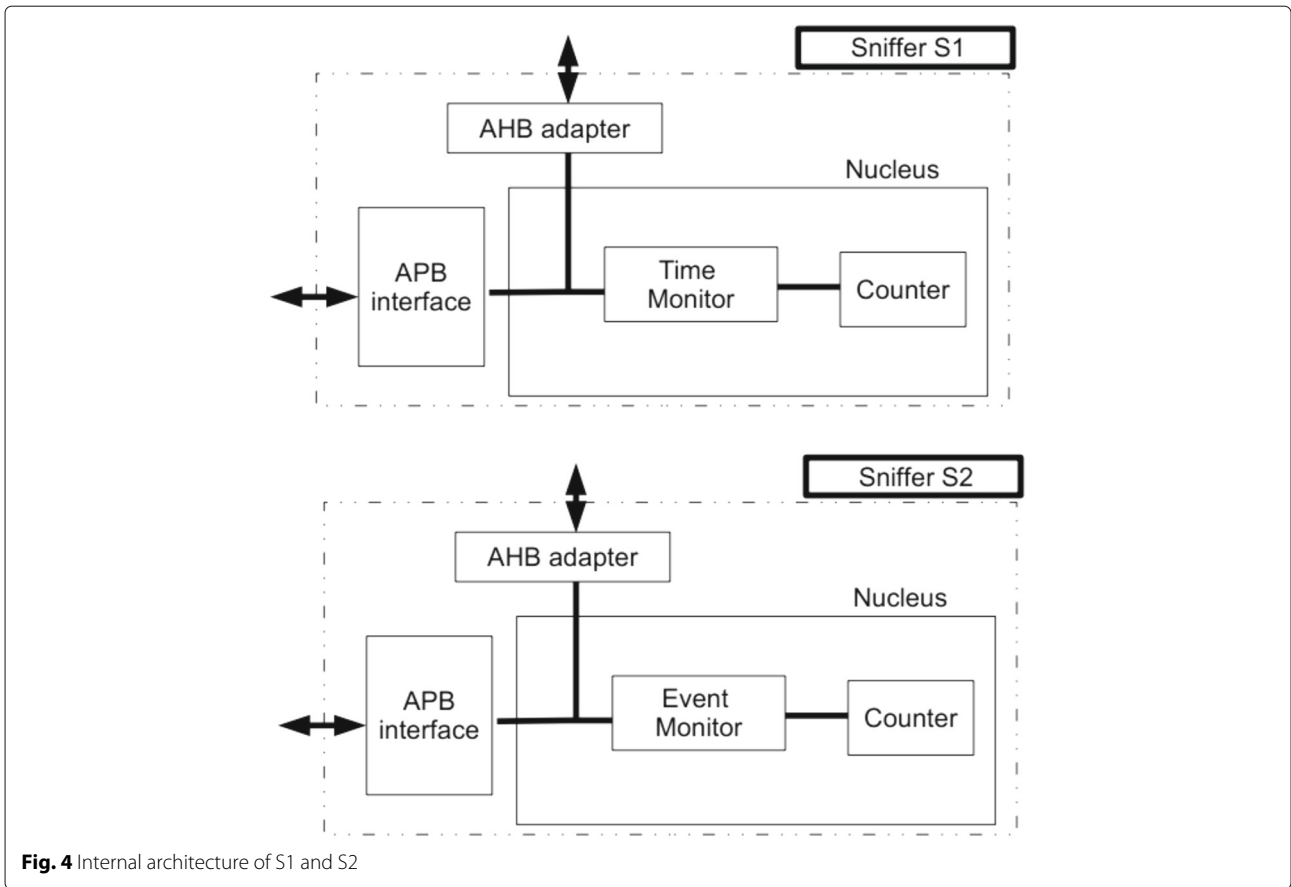 Sniffer S1
AHB adapter
Nucleus
APB
interface
Time
Monitor
Counter
Sniffer S2
AHB adapter
Nucleus
APB
interface
Event
Monitor
Counter
Fig. 4 Internal architecture of S1 and S2